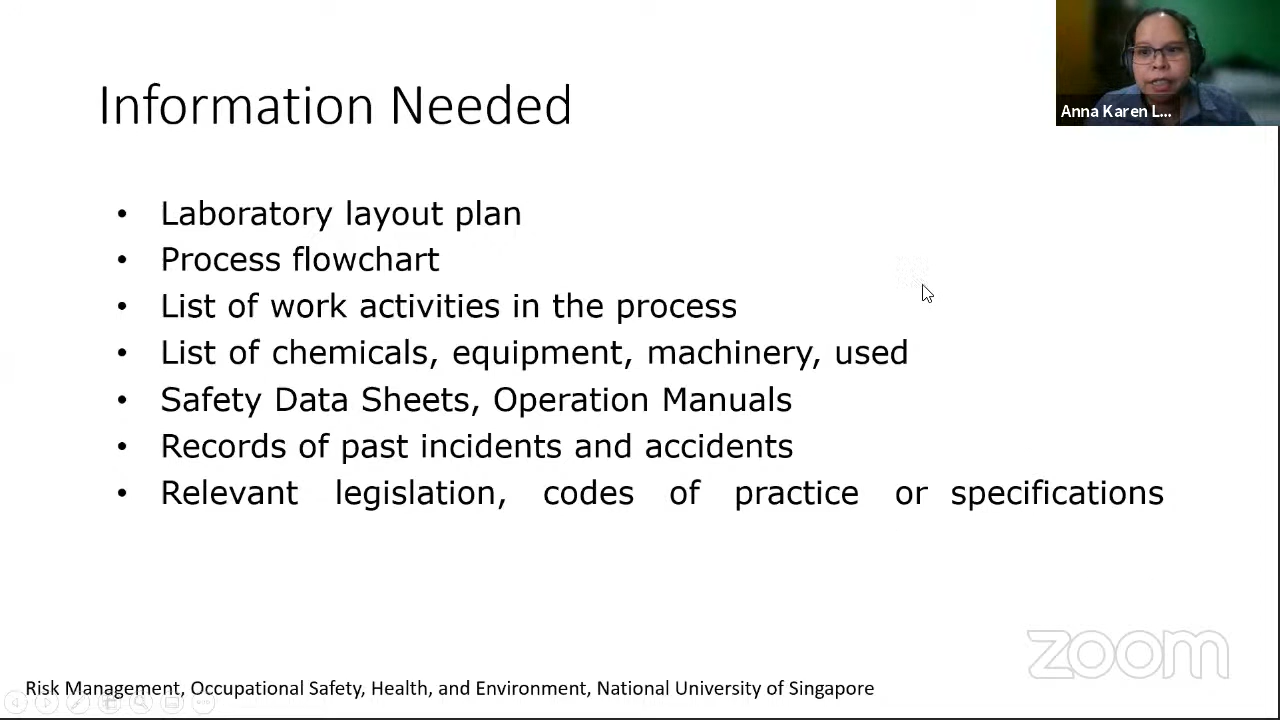 Information Needed
Anna Karen L...
• Laboratory layout plan
• Process flowchart
• List of work activities in the process
• List of chemicals, equipment, machinery, used
• Safety Data Sheets, Operation Manuals
• Records of past incidents and accidents
• Relevant legislation, codes of practice or specifications
zoom
Risk Management, Occupational Safety, Health, and Environment, National University of Singapore